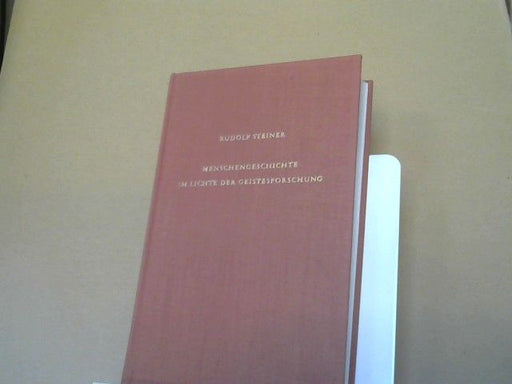 RUDOLF STEINER
MENSCHENGESCHICHTE
IM LICHTE DER GEISTESFORSCHUNG